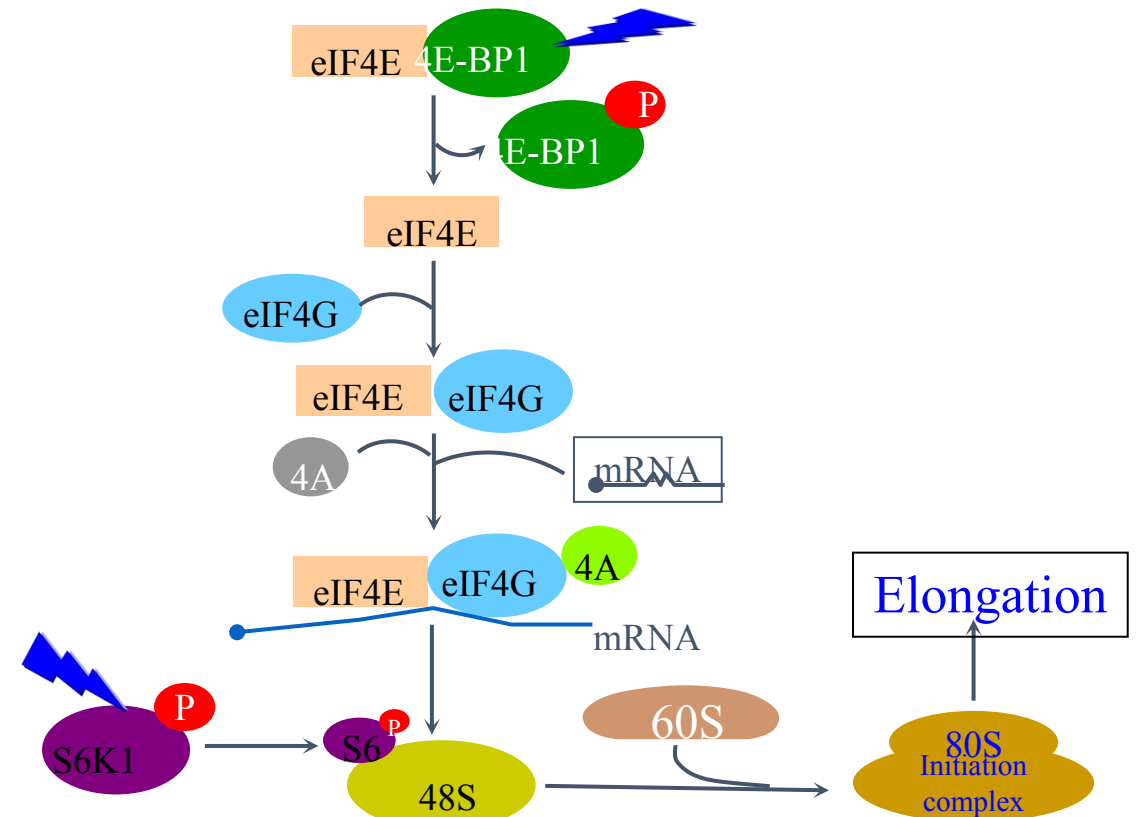 eIF4E
4E-BP1
P
E-BP1
eIF4E
eIF4G
eIF4E
eIF4G
4A
mRNA
eIF4E
eIF4G
4A
mRNA
Elongation
P
S6K1
P
S6
48S
60S
80S
Initiation
complex